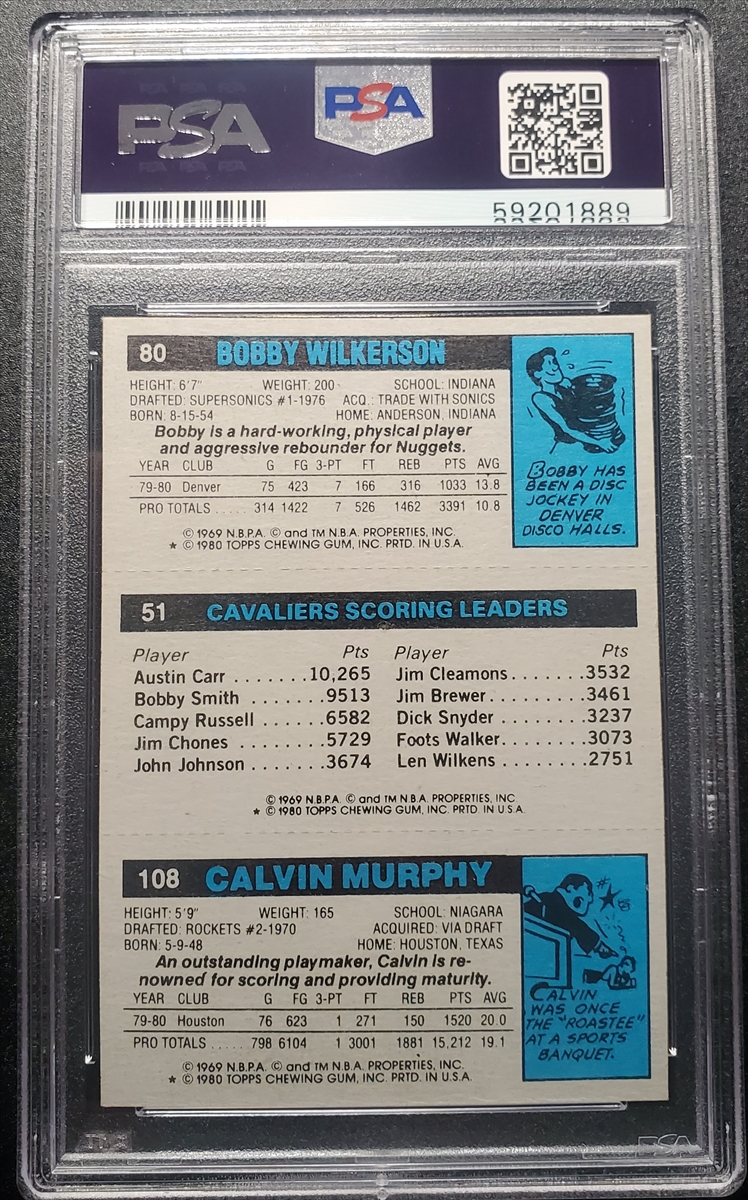 PSA
PSA
59201889
80 BOBBY WILKERSON
HEIGHT: 6'7" WEIGHT: 200 SCHOOL: INDIANA
DRAFTED: SUPERSONICS #1-1976 ACQ.: TRADE WITH SONICS
BORN: 8-15-54 HOME: ANDERSON, INDIANA
Bobby is a hard-working, physical player
and aggressive rebounder for Nuggets.
YEAR CLUB G FG 3-PT FT REB PTS AVG
79-80 Denver 75 423 7 166 316 1033 13.8
PRO TOTALS ..... 314 1422 7 526 1462 3391 10.8
© 1969 N.B.P.A. © and TM N.B.A. PROPERTIES, INC.
★ © 1980 TOPPS CHEWING GUM, INC. PRTD. IN U.S.A.
BOBBY HAS
BEEN A DISC
JOCKEY IN
DENVER
DISCO HALLS.
51 CAVALIERS SCORING LEADERS
Player Pts Player Pts
Austin Carr .......10,265 Jim Cleamons.......3532
Bobby Smith .......9513 Jim Brewer.......3461
Campy Russell .......6582 Dick Snyder .......3237
Jim Chones .......5729 Foots Walker.......3073
John Johnson .......3674 Len Wilkens .......2751
© 1969 N.B.P.A. © and TM N.B.A. PROPERTIES, INC
★ © 1980 TOPPS CHEWING GUM, INC. PRTD. IN U.S.A.
108 CALVIN MURPHY
HEIGHT: 5'9" WEIGHT: 165 SCHOOL: NIAGARA
DRAFTED: ROCKETS #2-1970 ACQUIRED: VIA DRAFT
BORN: 5-9-48 HOME: HOUSTON, TEXAS
An outstanding playmaker, Calvin is re-
nowned for scoring and providing maturity.
YEAR CLUB G FG 3-PT FT REB PTS AVG
79-80 Houston 76 623 1 271 150 1520 20.0
PRO TOTALS ..... 798 6104 1 3001 1881 15,212 19.1
© 1969 N.B.P.A. © and TM N.B.A. PROPERTIES, INC.
★ © 1980 TOPPS CHEWING GUM, INC. PRTD. IN U.S.A.
CALVIN
WAS ONCE
THE "ROASTEE"
AT A SPORTS
BANQUET.
PSA